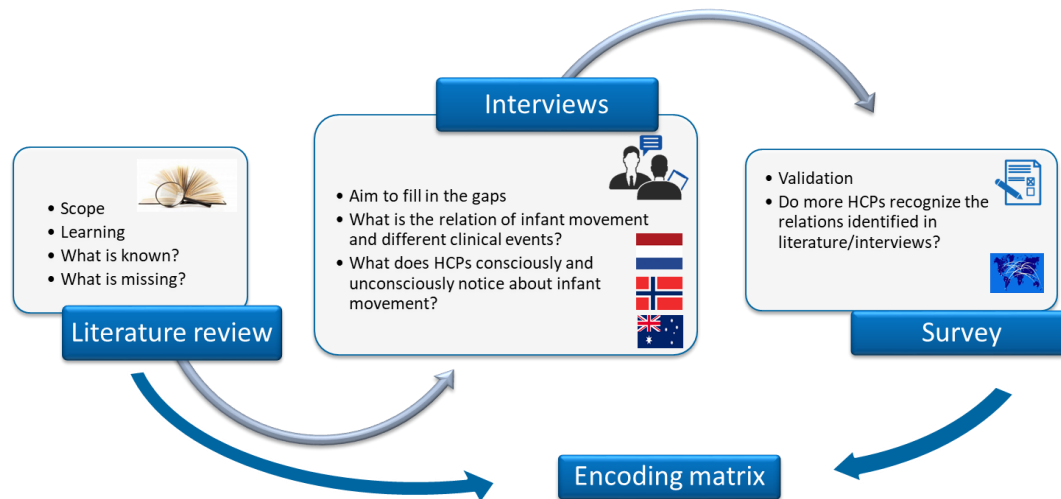 Interviews
Literature review
Survey
Encoding matrix
• Scope
• Learning
• What is known?
• What is missing?
• Aim to fill in the gaps
• What is the relation of infant movement
and different clinical events?
• What does HCPs consciously and
unconsciously notice about infant
movement?
• Validation
• Do more HCPs recognize the
relations identified in
literature/interviews?